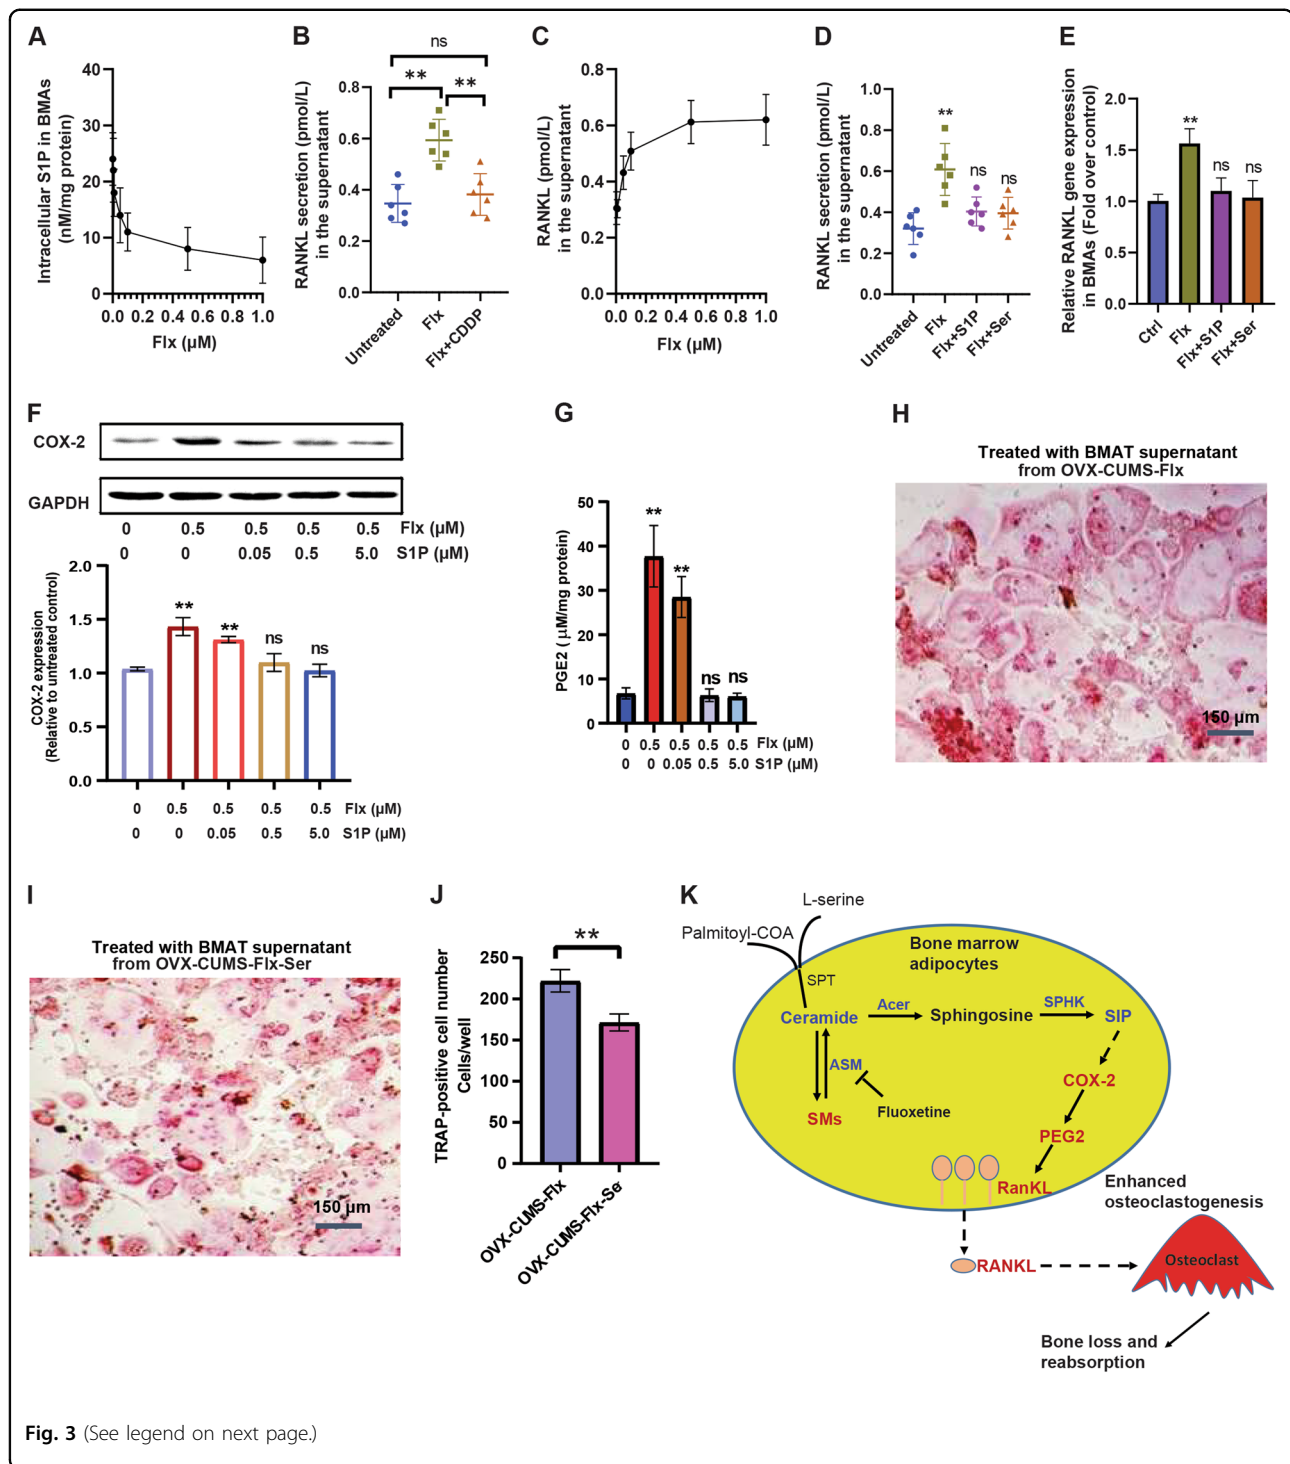 A
Intracellular S1P in BMAs
(nM/mg protein)
40
30
20
10
0
0.0 0.2 0.4 0.6 0.8 1.0
Flx (µM)
B
RANKL secretion (pmol/L)
in the supernatant
ns
** **
0.8
0.6
0.4
0.2
0.0
Untreated
Flx
Flx+CDDP
C
RANKL (pmol/L)
in the supernatant
0.8
0.6
0.4
0.2
0.0
0.0 0.2 0.4 0.6 0.8 1.0
Flx (µM)
D
RANKL secretion (pmol/L)
in the supernatant
1.0
0.8
0.6
0.4
0.2
0.0
** ns ns
Untreated
Flx
Flx+S1P
Flx+Ser
E
Relative RANKL gene expression
in BMAs (Fold over control)
2.0
1.5
1.0
0.5
0.0
** ns ns
Ctrl
Flx
Flx+S1P
Flx+Ser
F
COX-2
GAPDH
0 0.5 0.5 0.5 0.5 Flx (µM)
0 0 0.05 0.5 5.0 S1P (µM)
COX-2 expression
(Relative to untreated control)
2.0
1.5
1.0
0.5
0.0
** ** ns ns
0 0.5 0.5 0.5 0.5 Flx (µM)
0 0 0.05 0.5 5.0 S1P (µM)
G
PGE2 (µM/mg protein)
50
40
30
20
10
0
** ** ns ns
0 0.5 0.5 0.5 0.5 Flx (µM)
0 0 0.05 0.5 5.0 S1P (µM)
H
Treated with BMAT supernatant
from OVX-CUMS-Flx
150 µm
I
Treated with BMAT supernatant
from OVX-CUMS-Flx-Ser
150 µm
J
TRAP-positive cell number
Cells/well
250
200
150
100
50
0
**
OVX-CUMS-Flx
OVX-CUMS-Flx-Ser
K
L-serine
Palmitoyl-COA
SPT
Bone marrow
adipocytes
Ceramide
Acer
Sphingosine
SPHK
SIP
ASM
Fluoxetine
SMs
COX-2
PEG2
RanKL
Enhanced
osteoclastogenesis
RANKL
Osteoclast
Bone loss and
reabsorption
Fig. 3 (See legend on next page.)